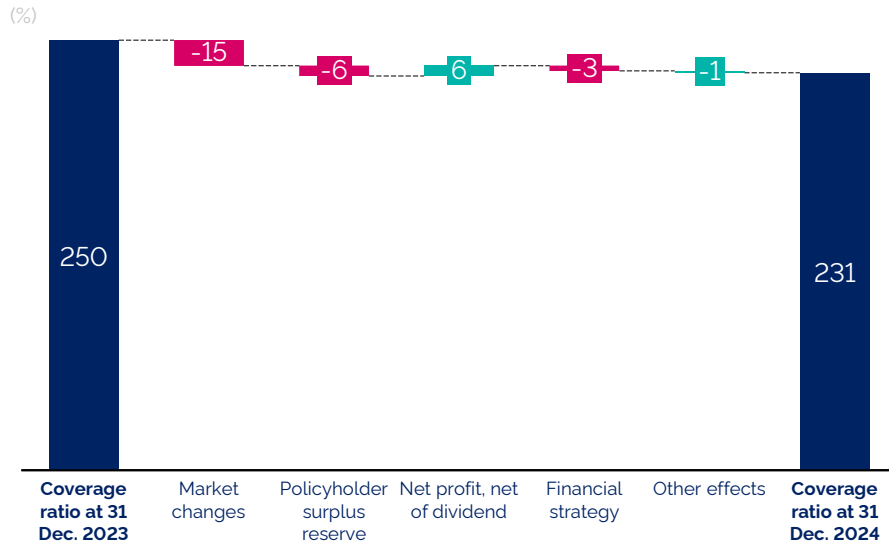 (%)
250
-15
-6
6
-3
-1
231
Coverage
ratio at 31
Dec. 2023
Market
changes
Policyholder
surplus
reserve
Net profit, net
of dividend
Financial
strategy
Other effects
Coverage
ratio at 31
Dec. 2024